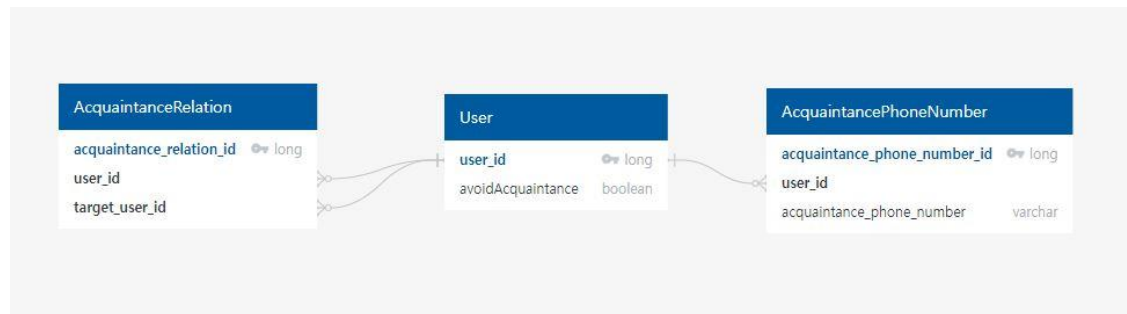 AcquaintanceRelation
acquaintance_relation_id long
user_id
target_user_id
User
user_id long
avoidAcquaintance boolean
AcquaintancePhoneNumber
acquaintance_phone_number_id long
user_id
acquaintance_phone_number varchar